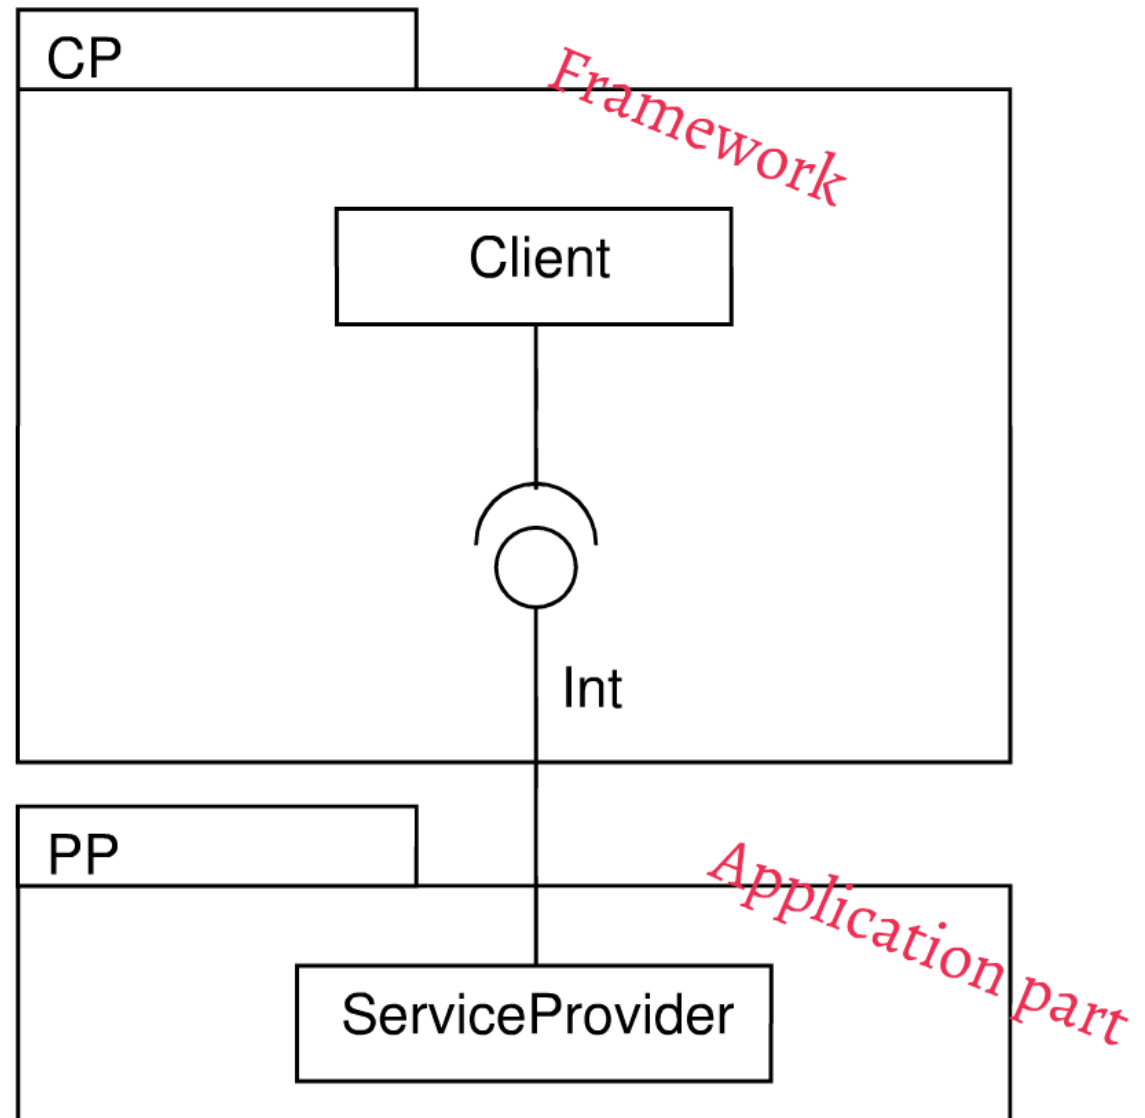 CP
Framework
Client
Int
PP
Application part
ServiceProvider